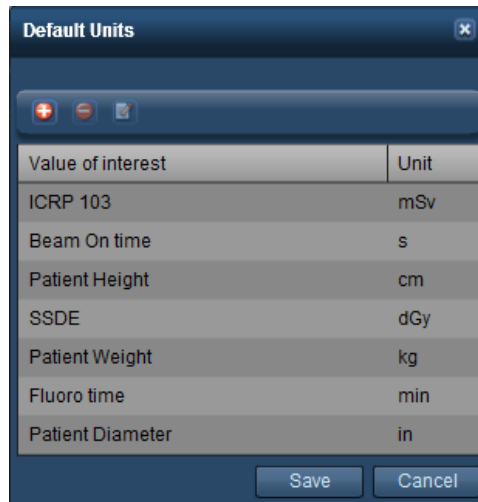 Default Units
Value of interest Unit
ICRP 103 mSv
Beam On time s
Patient Height cm
SSDE dGy
Patient Weight kg
Fluoro time min
Patient Diameter in
Save Cancel